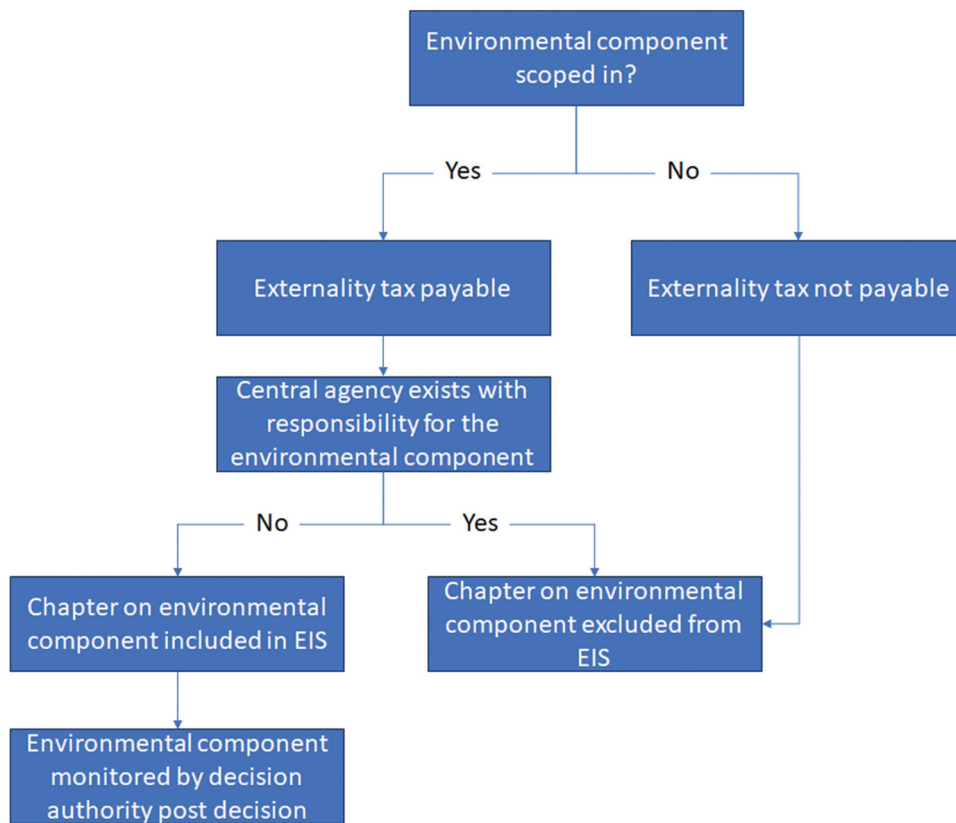 Environmental component
scoped in?
Yes
No
Externality tax payable
Externality tax not payable
Central agency exists with
responsibility for the
environmental component
No
Yes
Chapter on environmental
component included in EIS
Chapter on environmental
component excluded from
EIS
Environmental component
monitored by decision
authority post decision